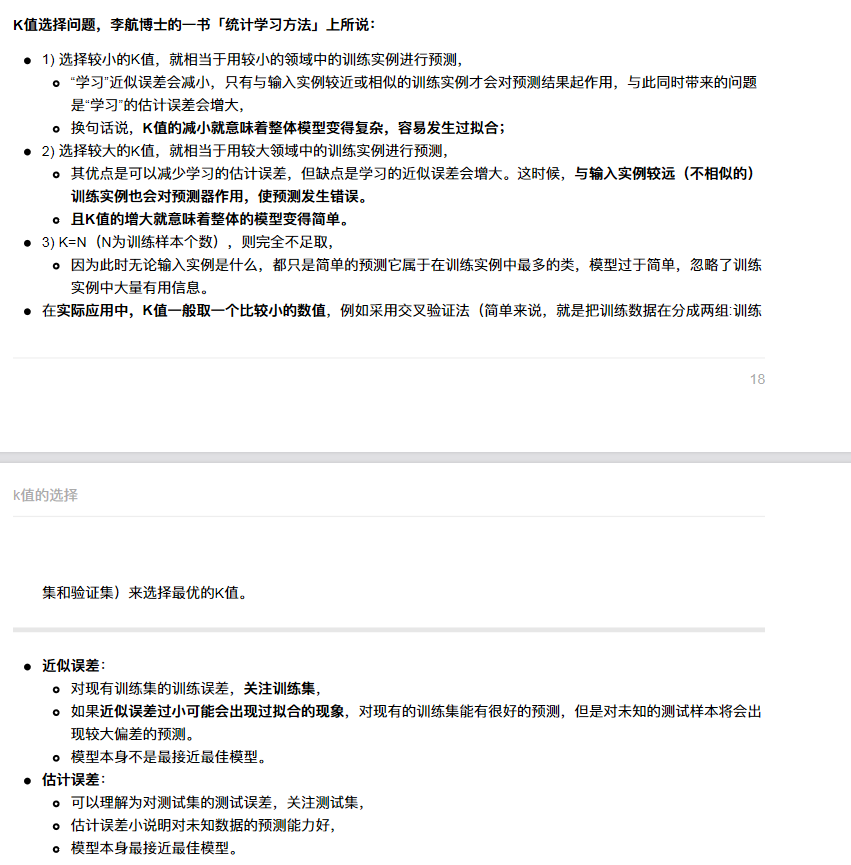 K值选择问题，李航博士的一书「统计学习方法」上所说：
1) 选择较小的K值，就相当于用较小的领域中的训练实例进行预测，
“学习”近似误差会减小，只有与输入实例较近或相似的训练实例才会对预测结果起作用，与此同时带来的问题
是“学习”的估计误差会增大，
换句话说，K值的减小就意味着整体模型变得复杂，容易发生过拟合；
2) 选择较大的K值，就相当于用较大领域中的训练实例进行预测，
其优点是可以减少学习的估计误差，但缺点是学习的近似误差会增大。这时候，与输入实例较远（不相似的）
训练实例也会对预测器作用，使预测发生错误。
且K值的增大就意味着整体的模型变得简单。
3) K=N（N为训练样本个数），则完全不足取，
因为此时无论输入实例是什么，都只是简单的预测它属于在训练实例中最多的类，模型过于简单，忽略了训练
实例中大量有用信息。
在实际应用中，K值一般取一个比较小的数值，例如采用交叉验证法（简单来说，就是把训练数据在分成两组:训练
18
k值的选择
集和验证集）来选择最优的K值。
近似误差：
对现有训练集的训练误差，关注训练集，
如果近似误差过小可能会出现过拟合的现象，对现有的训练集能有很好的预测，但是对未知的测试样本将会出
现较大偏差的预测。
模型本身不是最接近最佳模型。
估计误差：
可以理解为对测试集的测试误差，关注测试集，
估计误差小说明对未知数据的预测能力好，
模型本身最接近最佳模型。